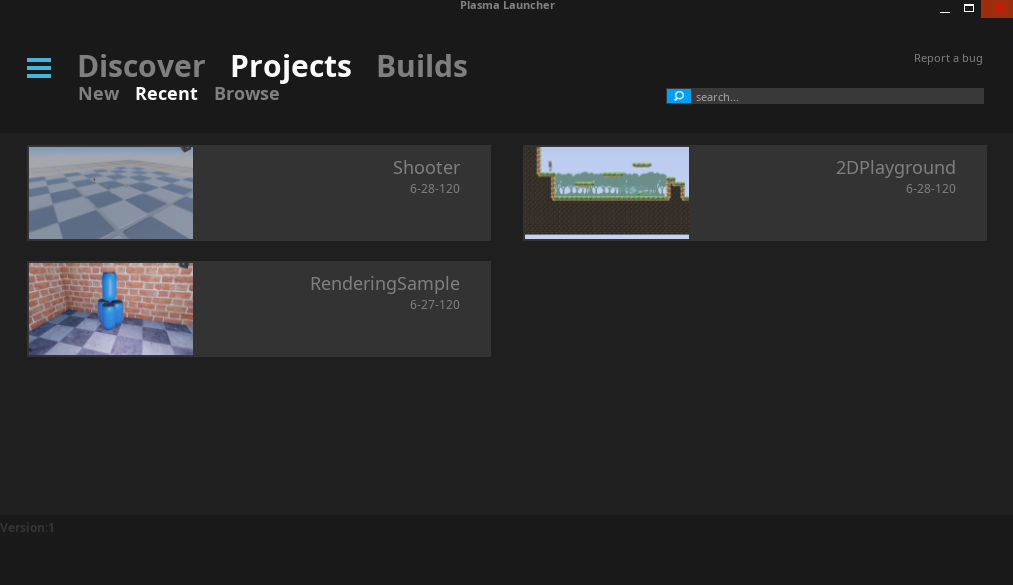 Plasma Launcher
Discover Projects Builds
Report a bug
New Recent Browse
search...
Shooter
6-28-120
2DPlayground
6-28-120
RenderingSample
6-27-120
Version:1